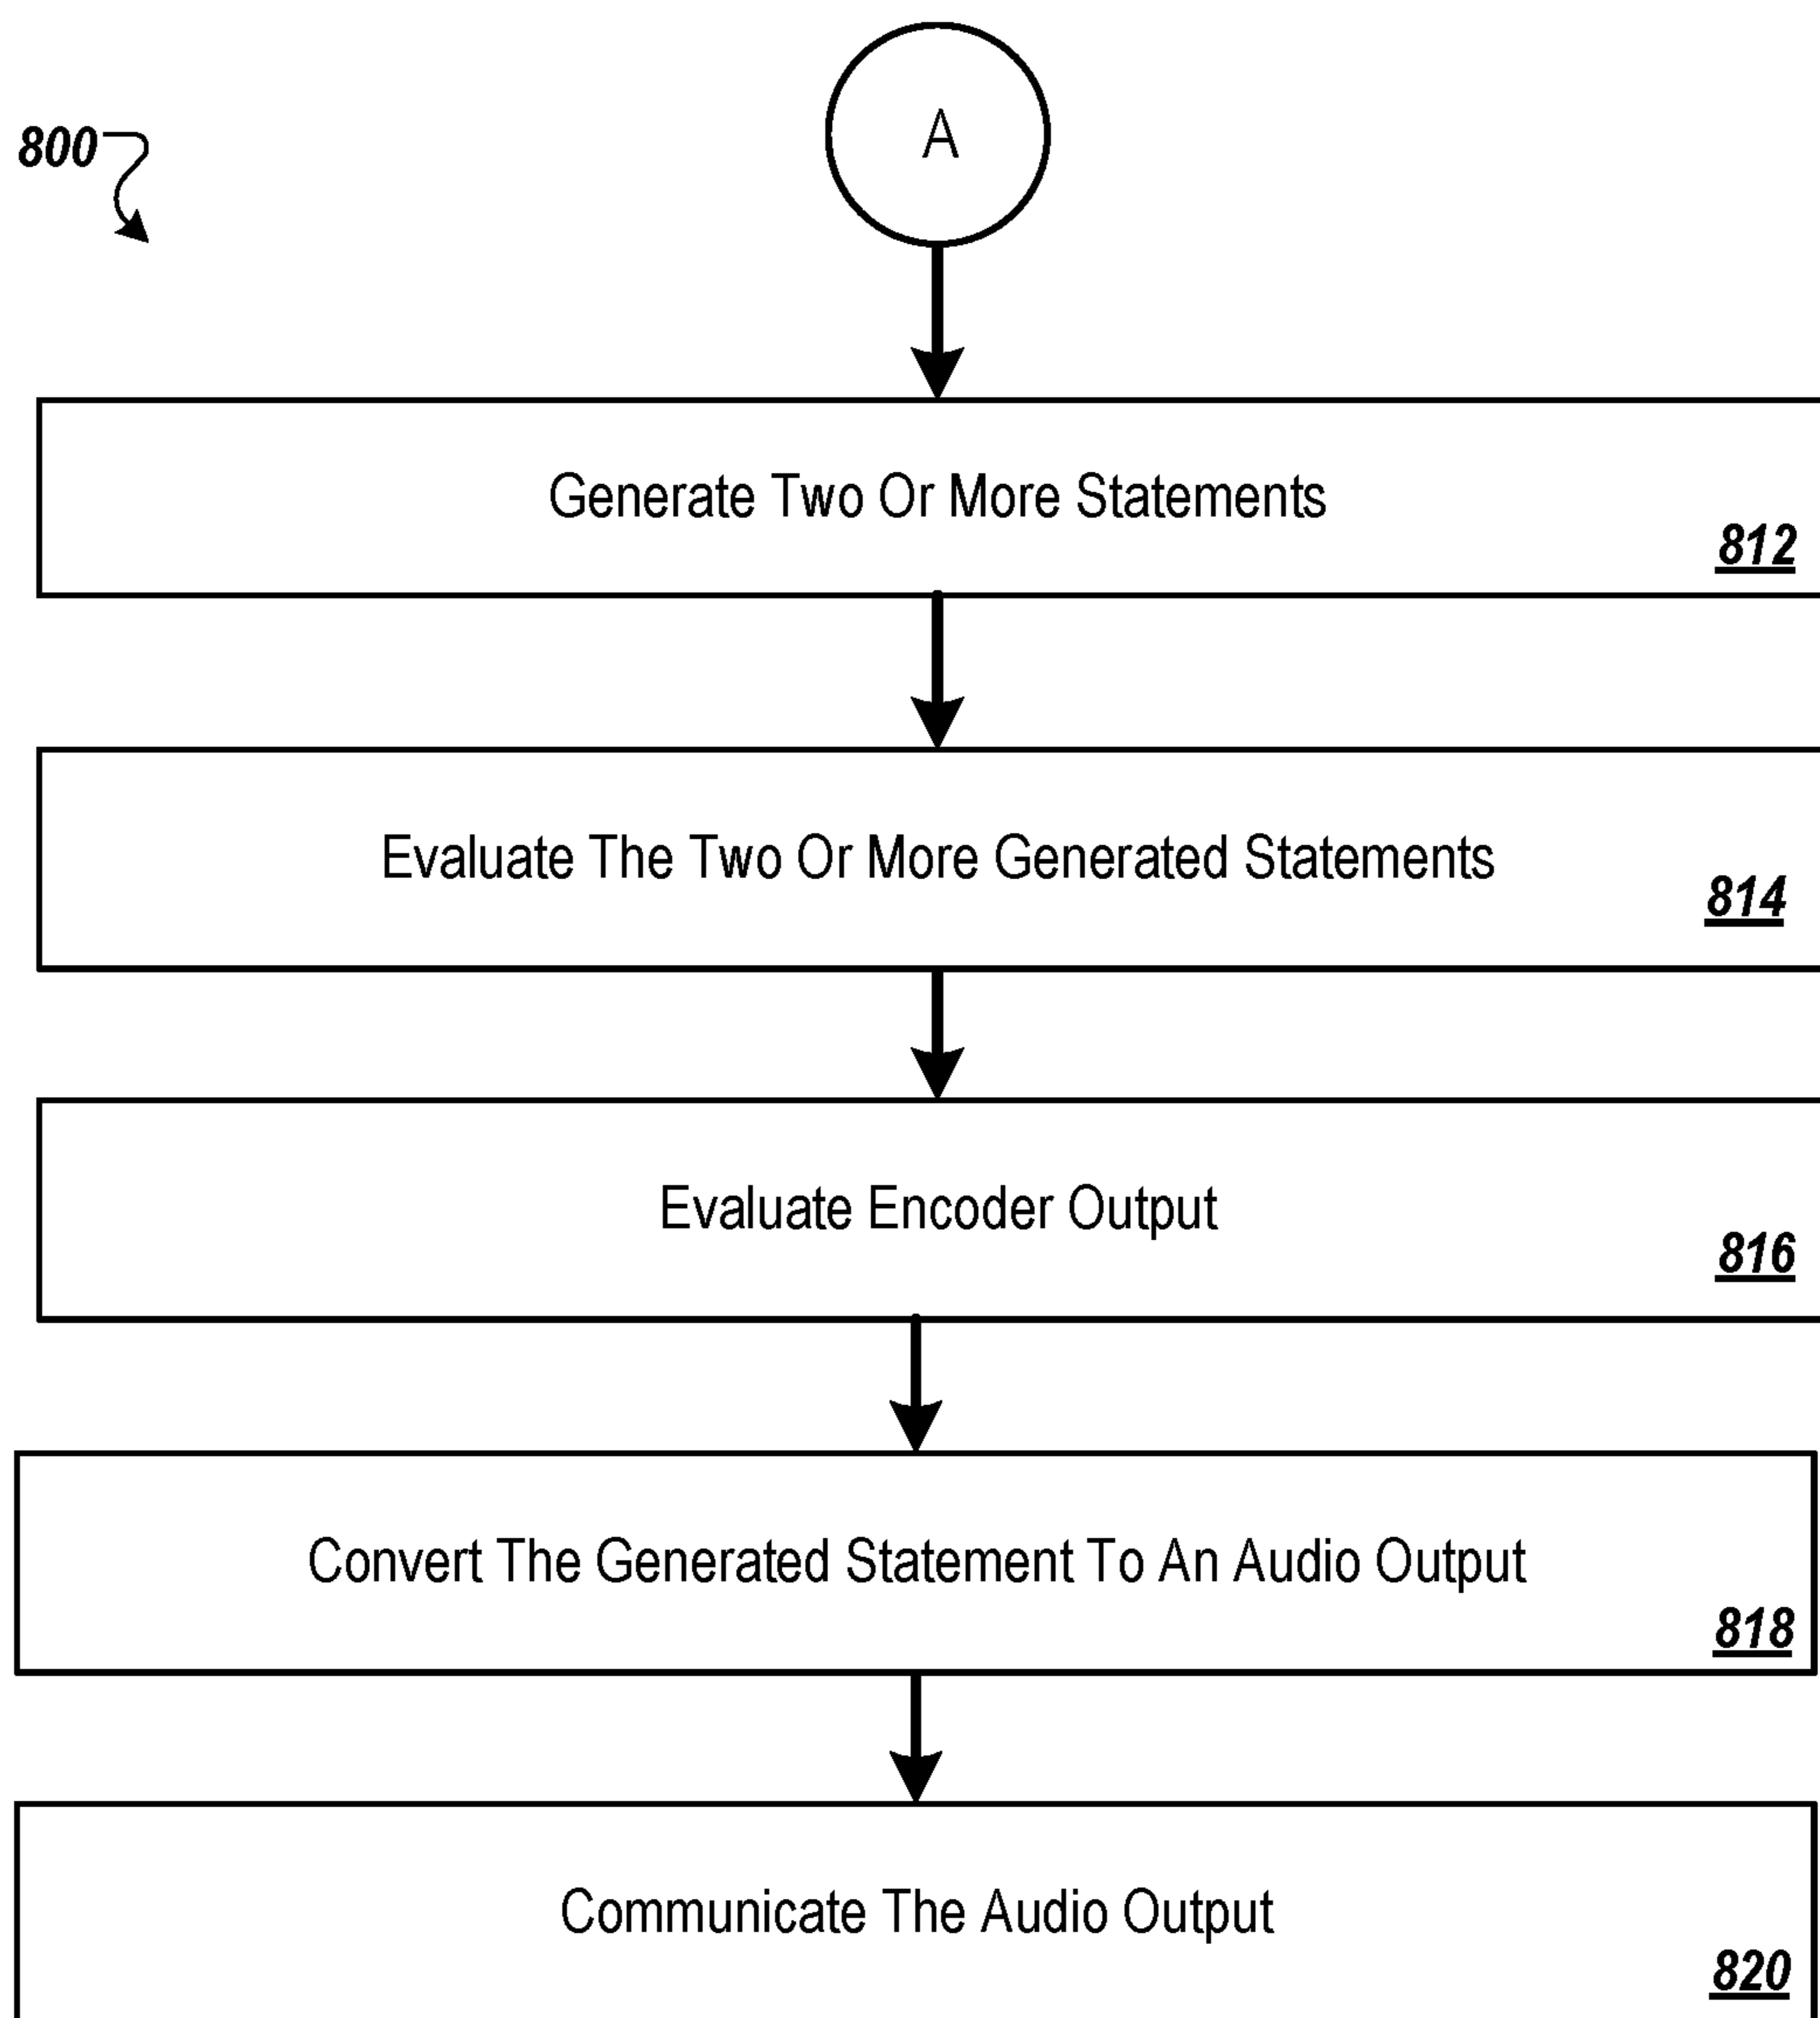 A
800
Generate Two Or More Statements
812
Evaluate The Two Or More Generated Statements
814
Evaluate Encoder Output
816
Convert The Generated Statement To An Audio Output
818
Communicate The Audio Output
820